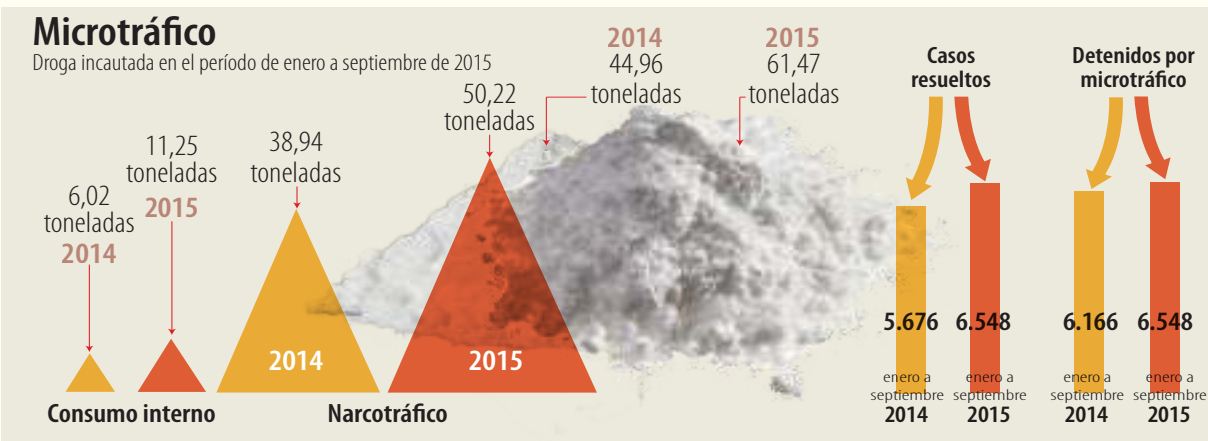 Microtráfico
Droga incautada en el período de enero a septiembre de 2015
6,02
toneladas
2014
11,25
toneladas
2015
Consumo interno
38,94
toneladas
2014
50,22
toneladas
2015
Narcotráfico
2014
44,96
toneladas
2015
61,47
toneladas
Casos
resueltos
5.676
enero a
septiembre
2014
6.548
enero a
septiembre
2015
Detenidos por
microtráfico
6.166
enero a
septiembre
2014
6.548
enero a
septiembre
2015